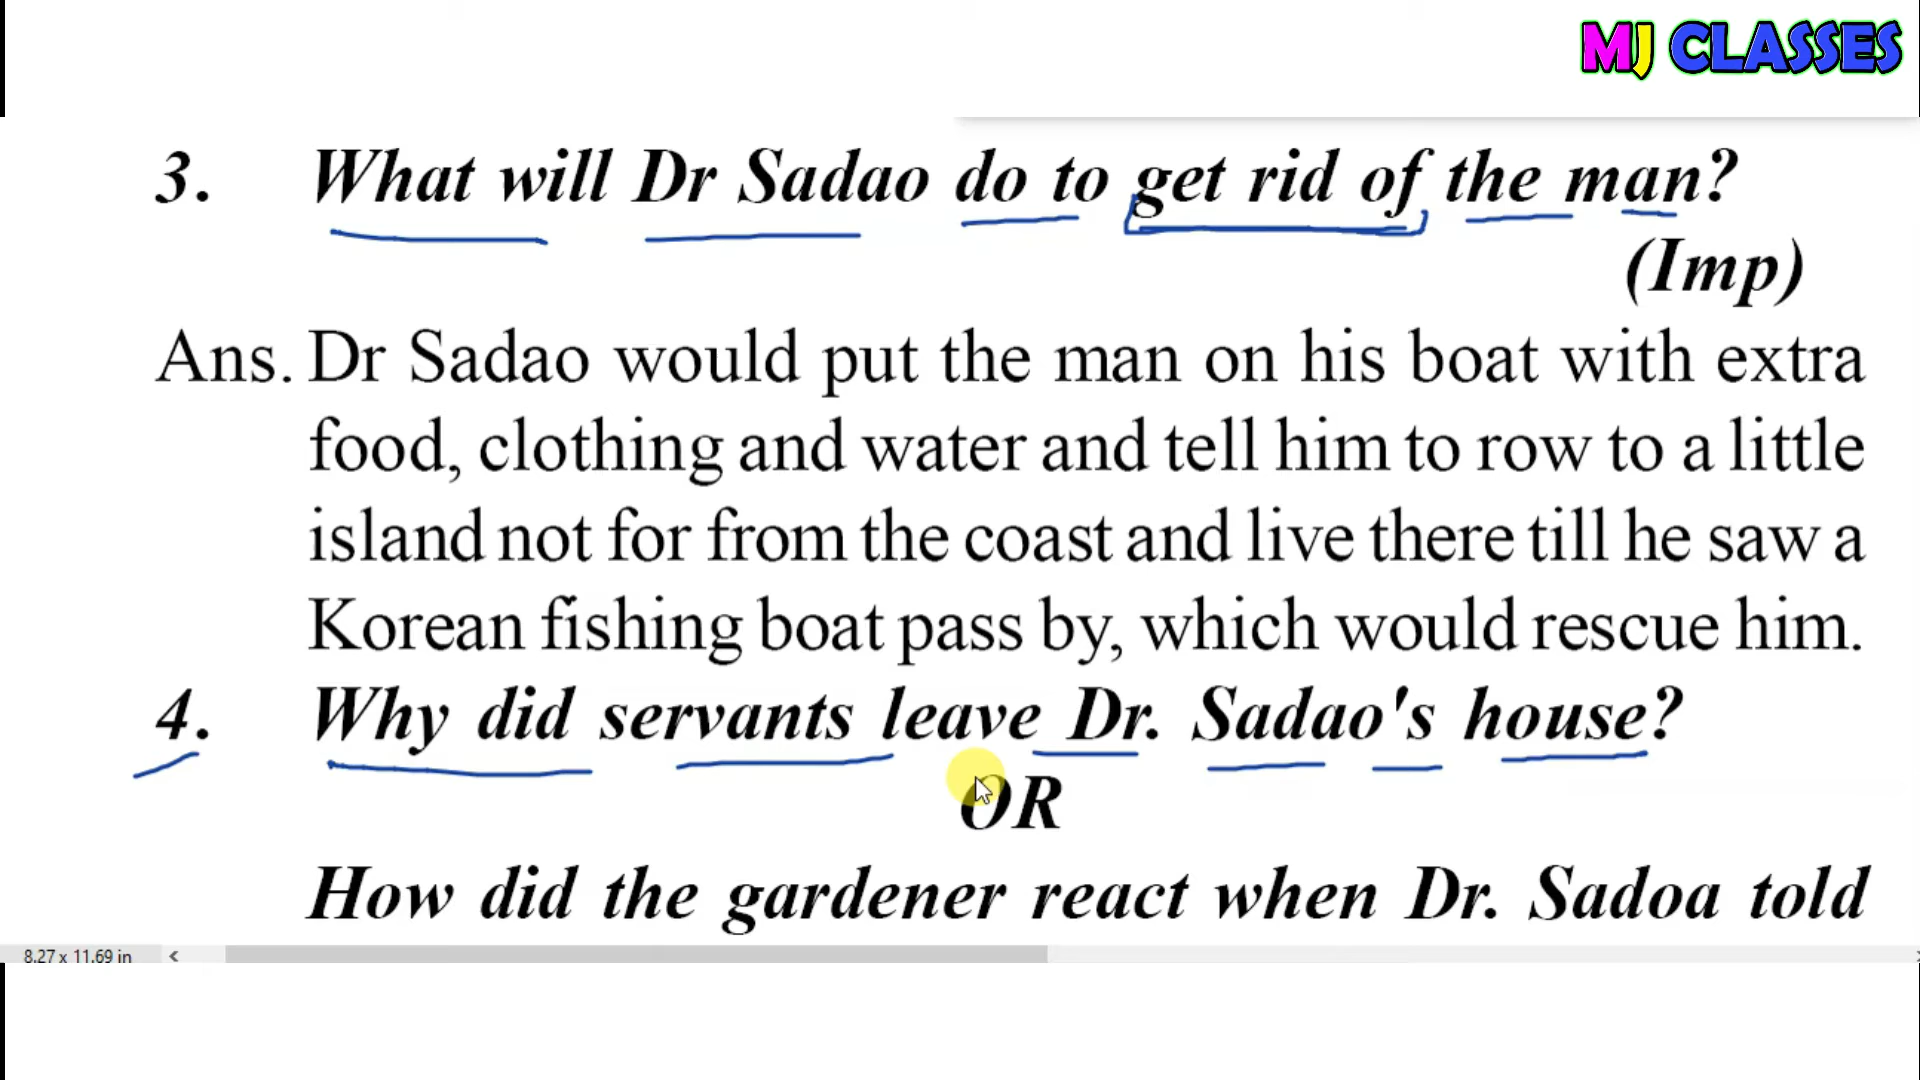 MJ CLASSES
3. What will Dr Sadao do to get rid of the man?
(Imp)
Ans. Dr Sadao would put the man on his boat with extra
food, clothing and water and tell him to row to a little
island not for from the coast and live there till he saw a
Korean fishing boat pass by, which would rescue him.
4. Why did servants leave Dr. Sadao's house?
OR
How did the gardener react when Dr. Sadoa told
8.27 x 11.69 in